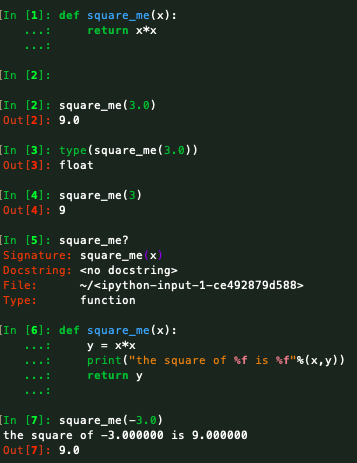 [In [1]: def square_me(x):
   ...:     return x*x
   ...:
[In [2]:
[In [2]: square_me(3.0)
Out[2]: 9.0
[In [3]: type(square_me(3.0))
Out[3]: float
[In [4]: square_me(3)
Out[4]: 9
[In [5]: square_me?
Signature: square_me(x)
Docstring: <no docstring>
File:      ~/<ipython-input-1-ce492879d588>
Type:      function
[In [6]: def square_me(x):
   ...:     y = x*x
   ...:     print("the square of %f is %f"%(x,y))
   ...:     return y
   ...:
[In [7]: square_me(-3.0)
the square of -3.000000 is 9.000000
Out[7]: 9.0